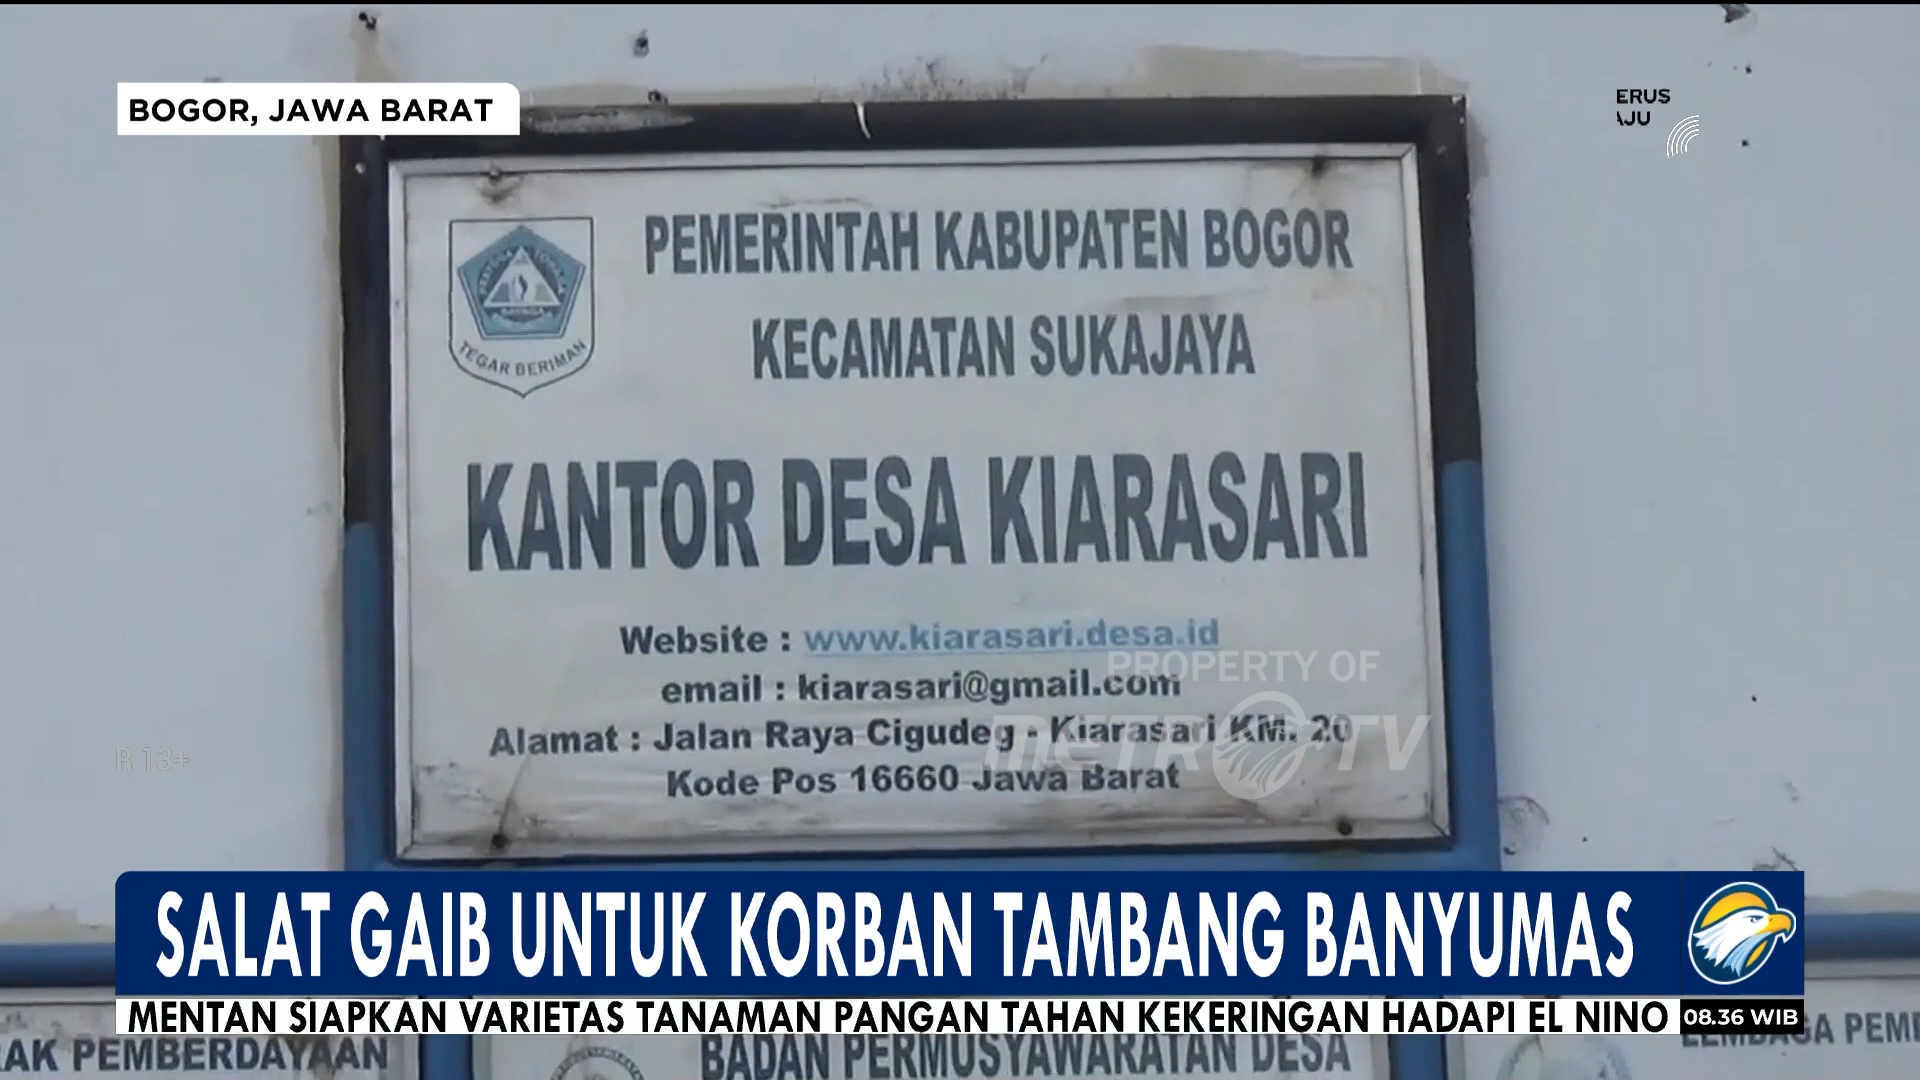 BOGOR, JAWA BARAT
ERUS
AJU
PEMERINTAH KABUPATEN BOGOR
KECAMATAN SUKAJAYA
TEGAR BERIMAN
KANTOR DESA KIARASARI
Website : www.kiarasari.desa.id
email : kiarasari@gmail.com
Alamat : Jalan Raya Cigudeg - Kiarasari KM. 20
Kode Pos 16660 Jawa Barat
PROPERTY OF
METRO TV
R 13+
SALAT GAIB UNTUK KORBAN TAMBANG BANYUMAS
MENTAN SIAPKAN VARIETAS TANAMAN PANGAN TAHAN KEKERINGAN HADAPI EL NINO
08.36 WIB
AK PEMBERDAYAAN
BADAN PERMUSYAWARATAN DESA
LEMBAGA PEM